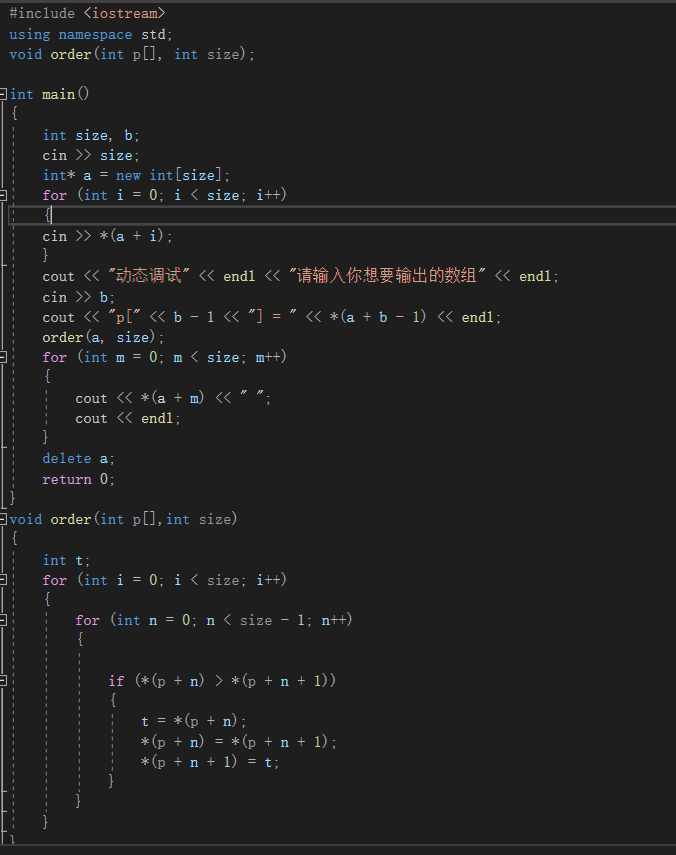 #include <iostream>
using namespace std;
void order(int p[], int size);
int main()
{
int size, b;
cin >> size;
int* a = new int[size];
for (int i = 0; i < size; i++)
{
cin >> *(a + i);
}
cout << "动态调试" << endl << "请输入你想要输出的数组" << endl;
cin >> b;
cout << "p[" << b - 1 << "] = " << *(a + b - 1) << endl;
order(a, size);
for (int m = 0; m < size; m++)
{
cout << *(a + m) << " ";
cout << endl;
}
delete a;
return 0;
}
void order(int p[],int size)
{
int t;
for (int i = 0; i < size; i++)
{
for (int n = 0; n < size - 1; n++)
{
if (*(p + n) > *(p + n + 1))
{
t = *(p + n);
*(p + n) = *(p + n + 1);
*(p + n + 1) = t;
}
}
}
}